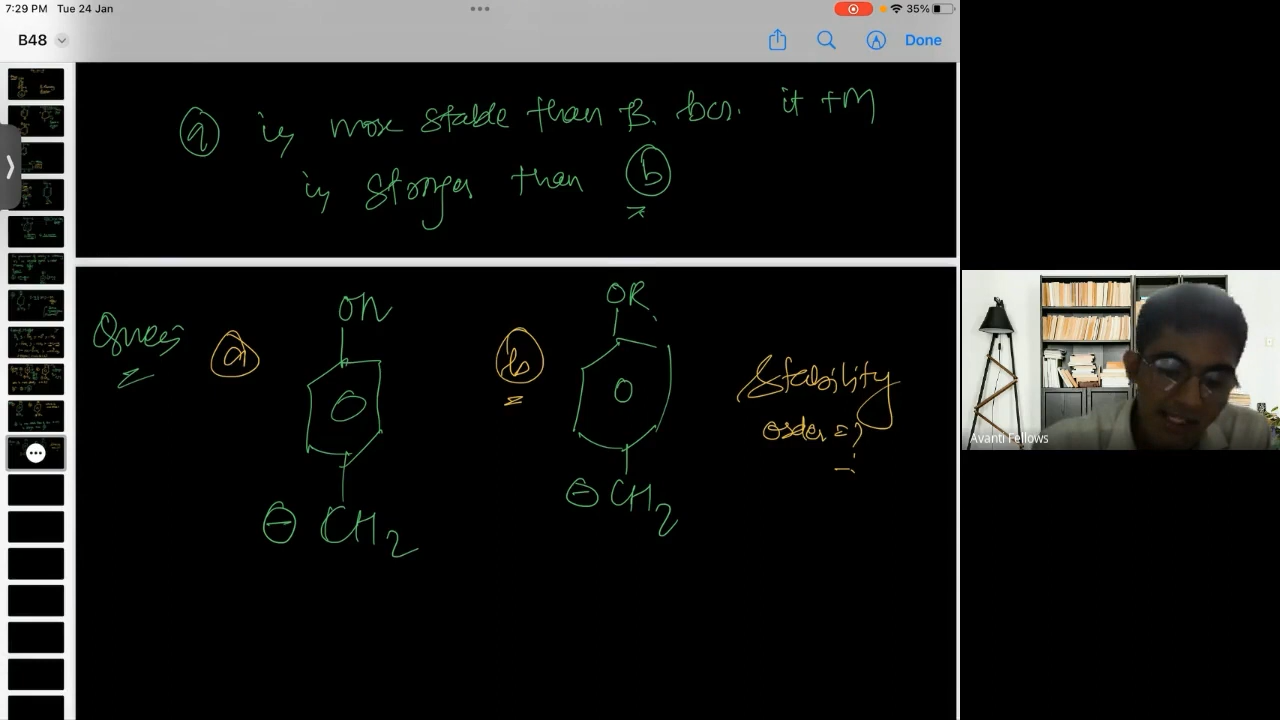 7:29 PM Tue 24 Jan
35%
B48
Done
a is more stable than B. bcs. it +M
is stronger than b
Ques
a
OH
⊖ CH2
b
OR
⊖ CH2
Stability
order = ?
Avanti Fellows